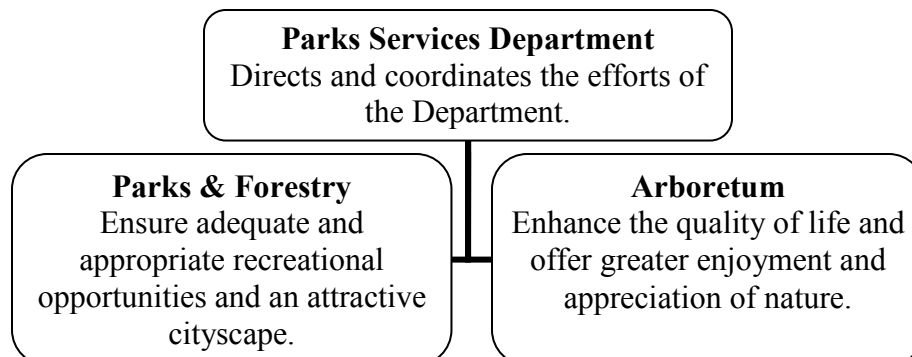 Parks Services Department
Directs and coordinates the efforts of
the Department.
Parks & Forestry
Ensure adequate and
appropriate recreational
opportunities and an attractive
cityscape.
Arboretum
Enhance the quality of life and
offer greater enjoyment and
appreciation of nature.